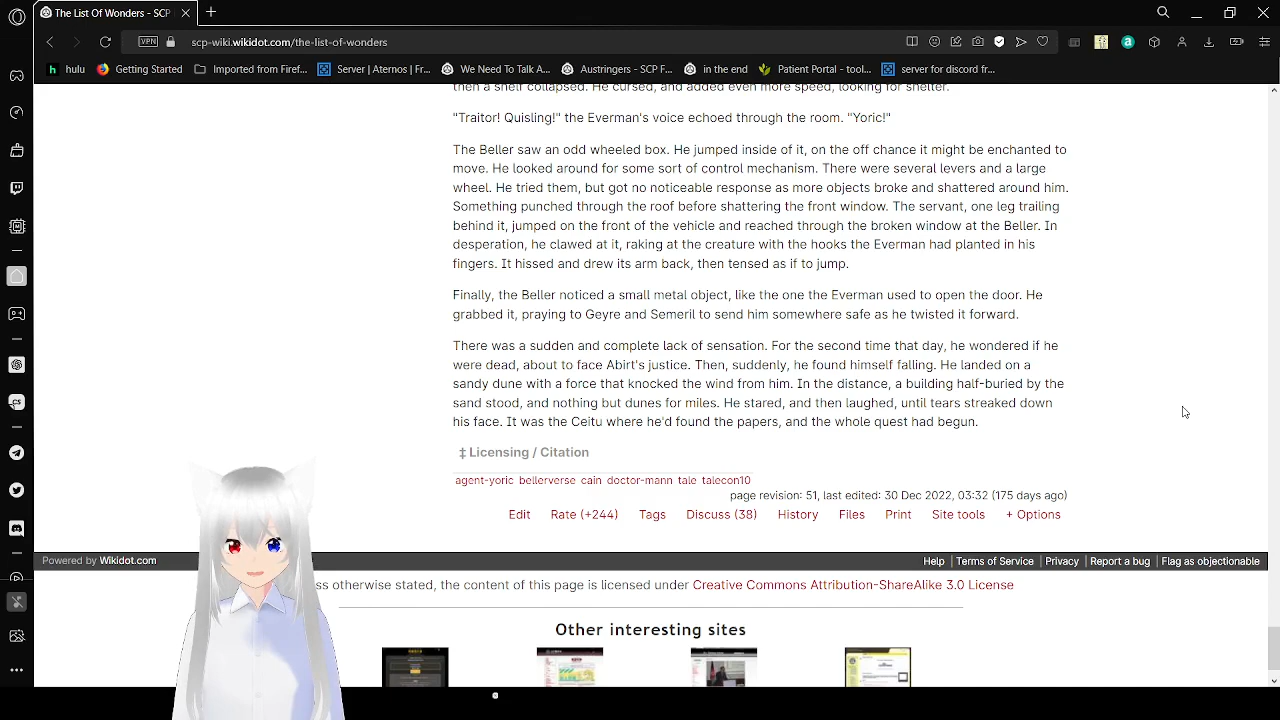 The List Of Wonders - SCP
scp-wiki.wikidot.com/the-list-of-wonders
VPN
hulu
Getting Started
Imported from Firef...
Server | Aternos | Fr...
We Need To Talk A...
Austringers - SCP F...
in the end
Patient Portal - tool...
server for discord fr...
then a shelf collapsed. He cursed, and added even more speed, looking for shelter.
"Traitor! Quisling!" the Everman's voice echoed through the room. "Yoric!"
The Beller saw an odd wheeled box. He jumped inside of it, on the off chance it might be enchanted to
move. He looked around for some sort of control mechanism. There were several levers and a large
wheel. He tried them, but got no noticeable response as more objects broke and shattered around him.
Something punched through the roof before shattering the front window. The servant, one leg trailing
behind it, jumped on the front of the vehicle and reached through the broken window at the Beller. In
desperation, he clawed at it, raking at the creature with the hooks the Everman had planted in his
fingers. It hissed and drew its arm back, then tensed as if to jump.
Finally, the Beller noticed a small metal object, like the one the Everman used to open the door. He
grabbed it, praying to Geyre and Semeril to send him somewhere safe as he twisted it forward.
There was a sudden and complete lack of sensation. For the second time that day, he wondered if he
were dead, about to face Abirt's justice. Then, suddenly, he found himself falling. He landed on a
sandy dune with a force that knocked the wind from him. In the distance, a building half-buried by the
sand stood, and nothing but dunes for miles. He stared, and then laughed, until tears streaked down
his face. It was the Ceitu where he'd found the papers, and the whole quest had begun.
‡ Licensing / Citation
agent-yoric bellerverse cain doctor-mann tale talecon10
page revision: 51, last edited: 30 Dec 2022, 03:32 (175 days ago)
Edit Rate (+244) Tags Discuss (38) History Files Print Site tools + Options
Powered by Wikidot.com
Help | Terms of Service | Privacy | Report a bug | Flag as objectionable
ss otherwise stated, the content of this page is licensed under Creative Commons Attribution-ShareAlike 3.0 License
Other interesting sites